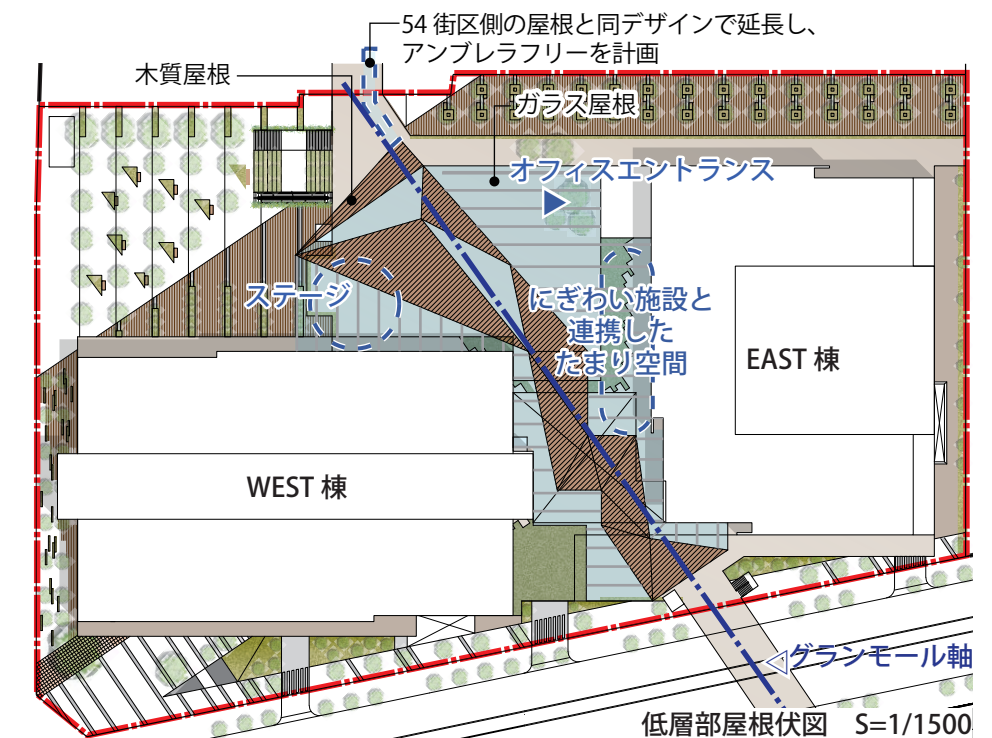 54 街区側の屋根と同デザインで延長し、
アンブレラフリーを計画
木質屋根
ガラス屋根
オフィスエントランス
ステージ
にぎわい施設と
連携した
たまり空間
EAST 棟
WEST 棟
グランモール軸
低層部屋根伏図 S=1/1500